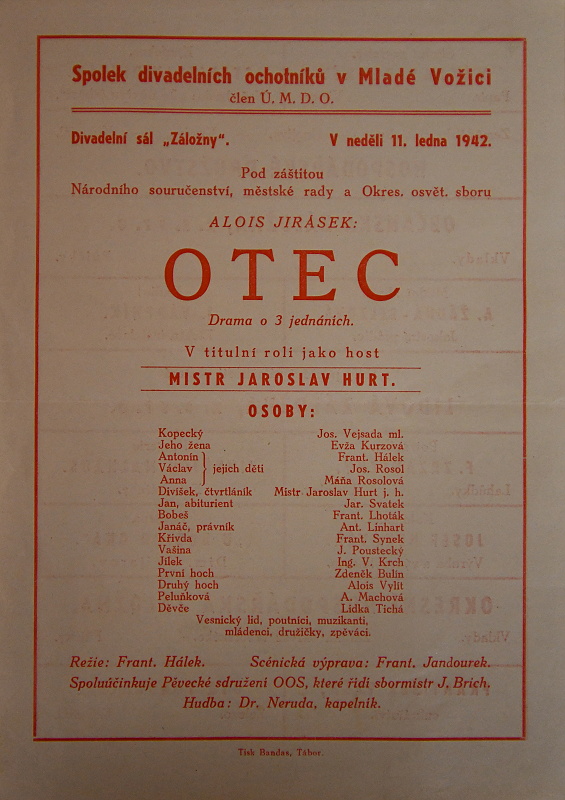 Spolek divadelních ochotníků v Mladé Vožici
člen Ú. M. D. O.
Divadelní sál „Záložny“. V neděli 11. ledna 1942.
Pod záštitou
Národního souručenství, městské rady a Okres. osvět. sboru
ALOIS JIRÁSEK:
OTEC
Drama o 3 jednáních.
V titulní roli jako host
MISTR JAROSLAV HURT.
OSOBY:
Kopecký Jos. Vejsada ml.
Jeho žena Evža Kurzová
Antonín Frant. Hálek
Václav } jejich děti Jos. Rosol
Anna Máňa Rosolová
Divíšek, čtvrtláník Mistr Jaroslav Hurt j. h.
Jan, abiturient Jar. Svatek
Bobeš Frant. Lhoták
Janáč, právník Ant. Linhart
Křivda Frant. Synek
Vašina J. Poustecký
Jílek Ing. V. Krch
První hoch Zdeněk Bulín
Druhý hoch Alois Vylít
Peluňková A. Machová
Děvče Lidka Tichá
Vesnický lid, poutníci, muzikanti,
mládenci, družičky, zpěváci.
Režie: Frant. Hálek. Scénická výprava: Frant. Jandourek.
Spoluúčinkuje Pěvecké sdružení OOS, které řídí sbormistr J. Brich.
Hudba: Dr. Neruda, kapelník.
Tisk Bandas, Tábor.